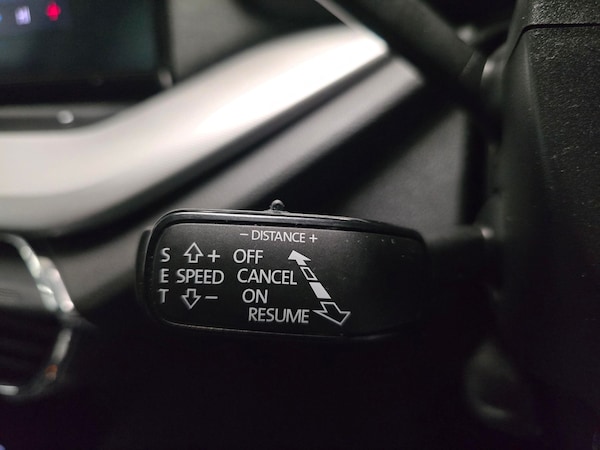 − DISTANCE +
S + OFF
E SPEED CANCEL
T − ON
RESUME